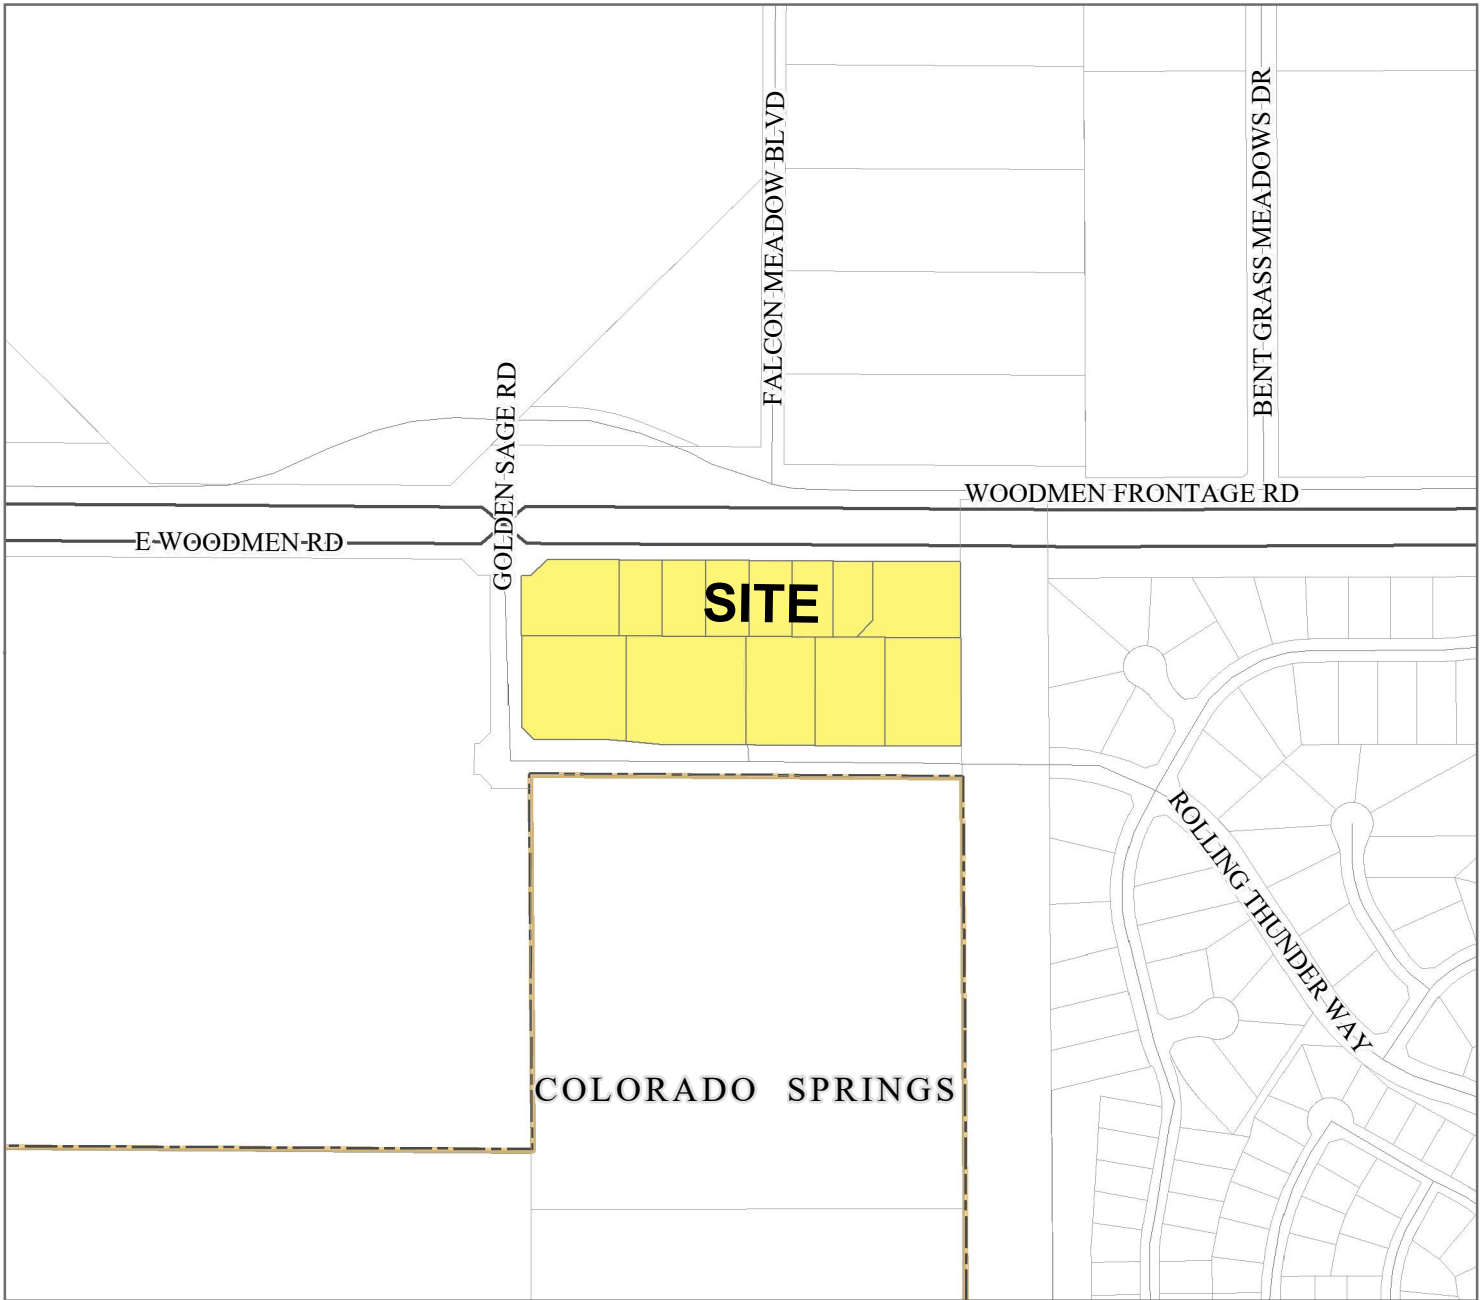 FALCON MEADOW BLVD
BENT GRASS MEADOWS DR
GOLDEN SAGE RD
WOODMEN FRONTAGE RD
E WOODMEN RD
SITE
ROLLING THUNDER WAY
COLORADO SPRINGS